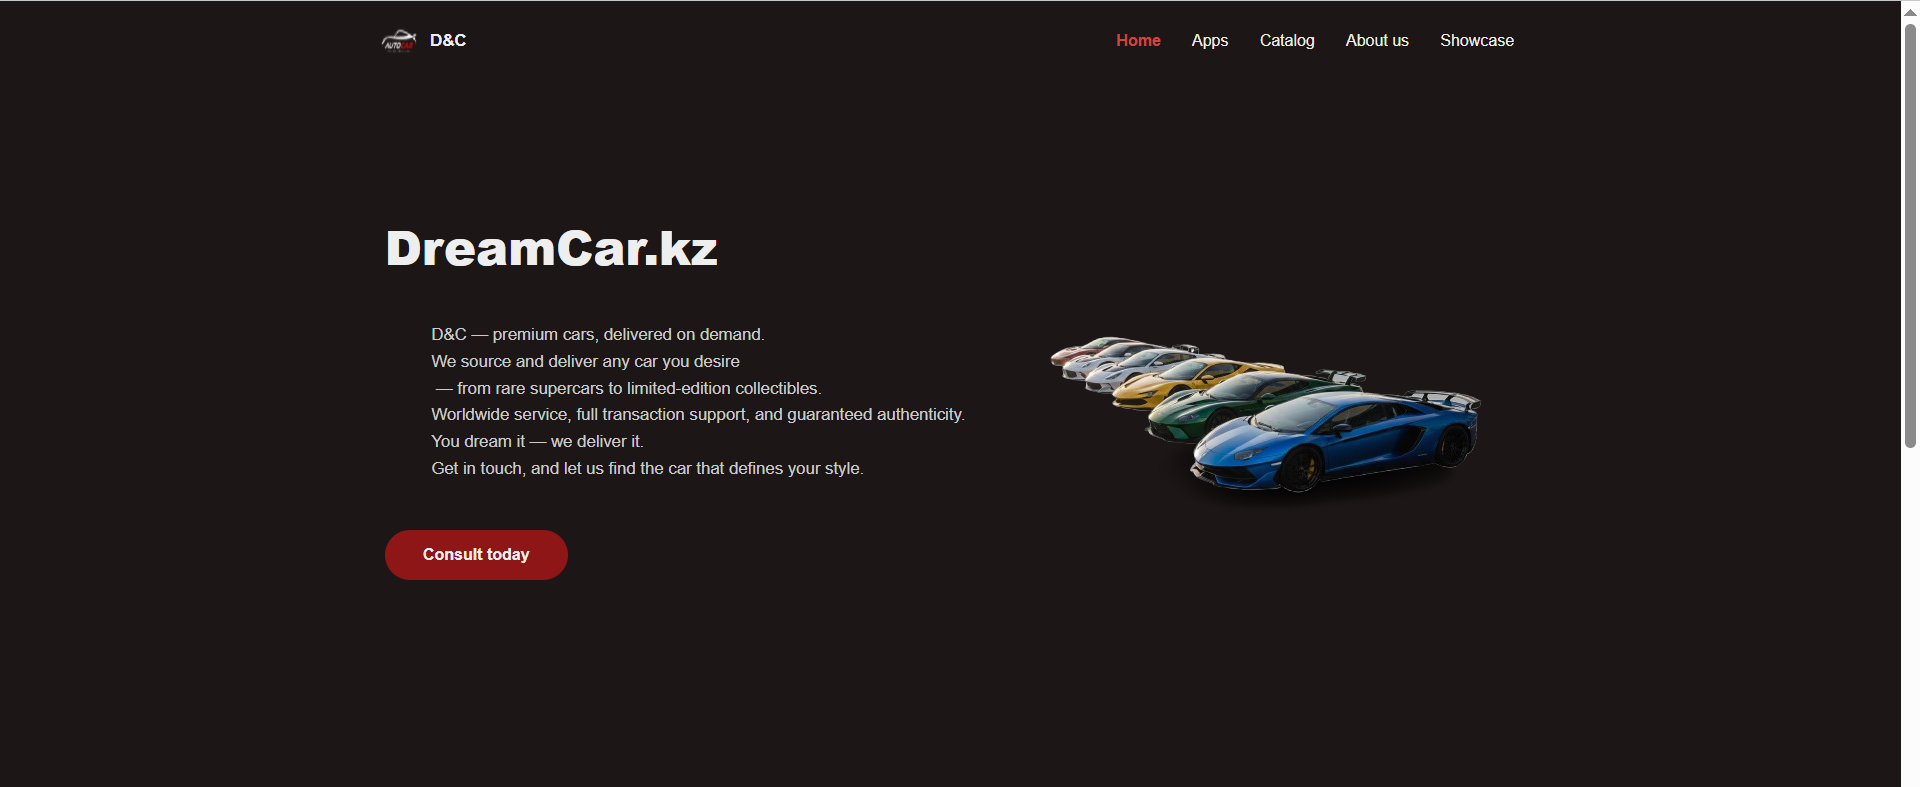 AUTOCAR
D&C
Home
Apps
Catalog
About us
Showcase
DreamCar.kz
D&C — premium cars, delivered on demand.
We source and deliver any car you desire
— from rare supercars to limited-edition collectibles.
Worldwide service, full transaction support, and guaranteed authenticity.
You dream it — we deliver it.
Get in touch, and let us find the car that defines your style.
Consult today